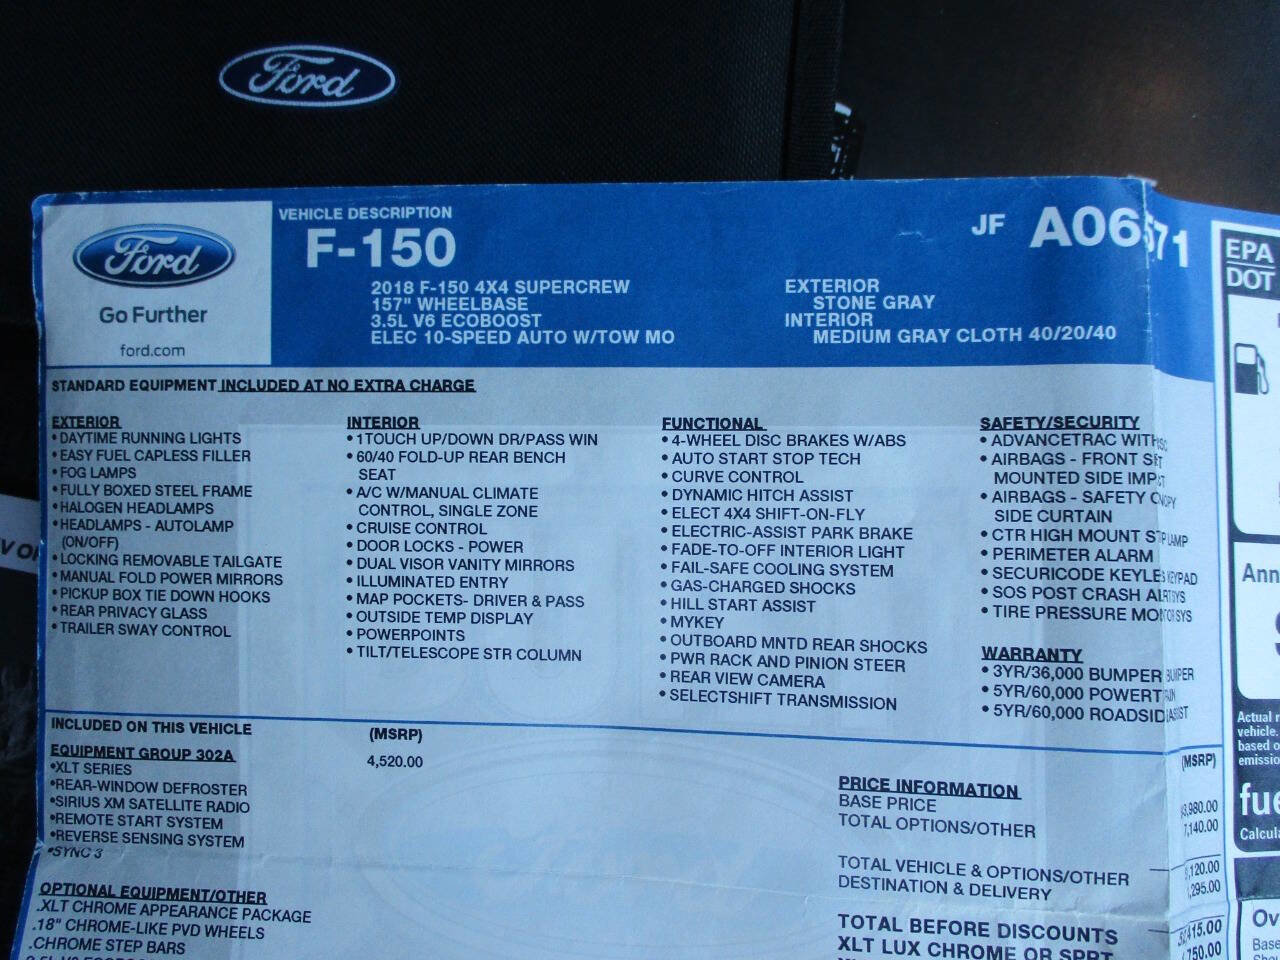 Ford
Ford
Go Further
ford.com
VEHICLE DESCRIPTION
F-150
2018 F-150 4X4 SUPERCREW
157" WHEELBASE
3.5L V6 ECOBOOST
ELEC 10-SPEED AUTO W/TOW MO
EXTERIOR
STONE GRAY
INTERIOR
MEDIUM GRAY CLOTH 40/20/40
JF A06571
STANDARD EQUIPMENT INCLUDED AT NO EXTRA CHARGE
EXTERIOR
•DAYTIME RUNNING LIGHTS
•EASY FUEL CAPLESS FILLER
•FOG LAMPS
•FULLY BOXED STEEL FRAME
•HALOGEN HEADLAMPS
•HEADLAMPS - AUTOLAMP
(ON/OFF)
•LOCKING REMOVABLE TAILGATE
•MANUAL FOLD POWER MIRRORS
•PICKUP BOX TIE DOWN HOOKS
•REAR PRIVACY GLASS
•TRAILER SWAY CONTROL
INTERIOR
•1TOUCH UP/DOWN DR/PASS WIN
•60/40 FOLD-UP REAR BENCH
SEAT
•A/C W/MANUAL CLIMATE
CONTROL, SINGLE ZONE
•CRUISE CONTROL
•DOOR LOCKS - POWER
•DUAL VISOR VANITY MIRRORS
•ILLUMINATED ENTRY
•MAP POCKETS- DRIVER & PASS
•OUTSIDE TEMP DISPLAY
•POWERPOINTS
•TILT/TELESCOPE STR COLUMN
FUNCTIONAL
•4-WHEEL DISC BRAKES W/ABS
•AUTO START STOP TECH
•CURVE CONTROL
•DYNAMIC HITCH ASSIST
•ELECT 4X4 SHIFT-ON-FLY
•ELECTRIC-ASSIST PARK BRAKE
•FADE-TO-OFF INTERIOR LIGHT
•FAIL-SAFE COOLING SYSTEM
•GAS-CHARGED SHOCKS
•HILL START ASSIST
•MYKEY
•OUTBOARD MNTD REAR SHOCKS
•PWR RACK AND PINION STEER
•REAR VIEW CAMERA
•SELECTSHIFT TRANSMISSION
SAFETY/SECURITY
•ADVANCETRAC WITH
•AIRBAGS - FRONT
MOUNTED SIDE
•AIRBAGS - SAFETY
SIDE CURTAIN
•CTR HIGH MOUNT LAMP
•PERIMETER ALARM
•SECURICODE KEYPAD
•SOS POST CRASH
•TIRE PRESSURE SYS
WARRANTY
•3YR/36,000 BUMPER
•5YR/60,000
•5YR/60,000
INCLUDED ON THIS VEHICLE
(MSRP)
EQUIPMENT GROUP 302A
4,520.00
•XLT SERIES
•REAR-WINDOW DEFROSTER
•SIRIUS XM SATELLITE RADIO
•REMOTE START SYSTEM
•REVERSE SENSING SYSTEM
•SYNC 3
OPTIONAL EQUIPMENT/OTHER
.XLT CHROME APPEARANCE PACKAGE
.18" CHROME-LIKE PVD WHEELS
.CHROME STEP BARS
(MSRP)
PRICE INFORMATION
BASE PRICE
TOTAL OPTIONS/OTHER 7,140.00
TOTAL VEHICLE & OPTIONS/OTHER
DESTINATION & DELIVERY
TOTAL BEFORE DISCOUNTS
XLT LUX CHROME OR SPRT
EPA
DOT
Actual
vehicle.
based